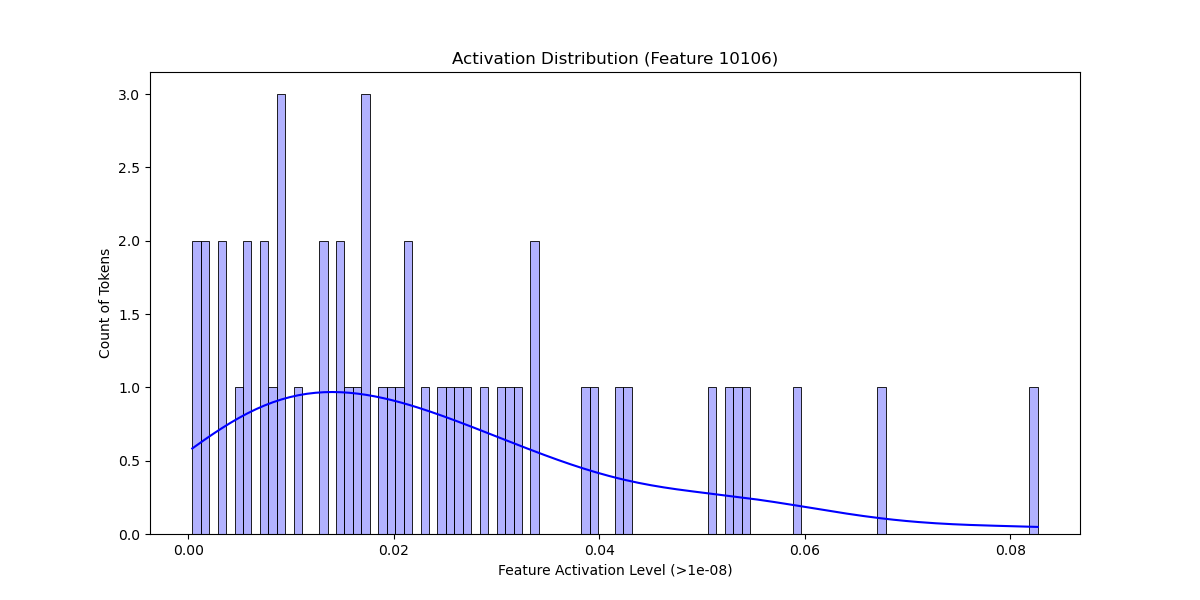 Activation Distribution (Feature 10106)
3.0
2.5
2.0
1.5
1.0
0.5
0.0
Count of Tokens
0.00 0.02 0.04 0.06 0.08
Feature Activation Level (>1e-08)